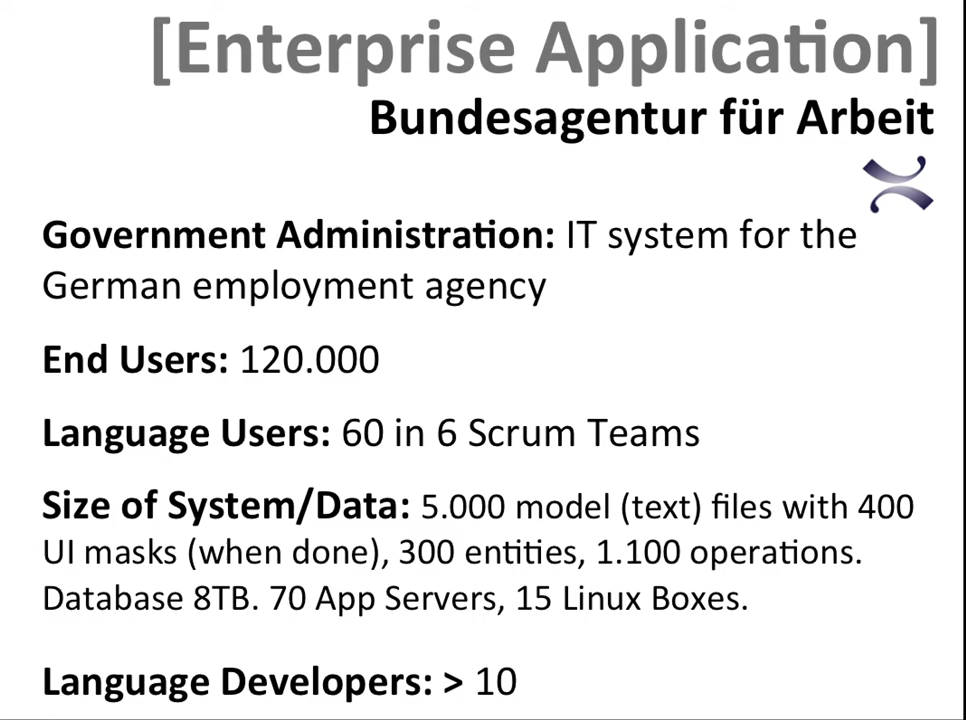 [Enterprise Application]
Bundesagentur für Arbeit
Government Administration: IT system for the
German employment agency
End Users: 120.000
Language Users: 60 in 6 Scrum Teams
Size of System/Data: 5.000 model (text) files with 400
UI masks (when done), 300 entities, 1.100 operations.
Database 8TB. 70 App Servers, 15 Linux Boxes.
Language Developers: > 10